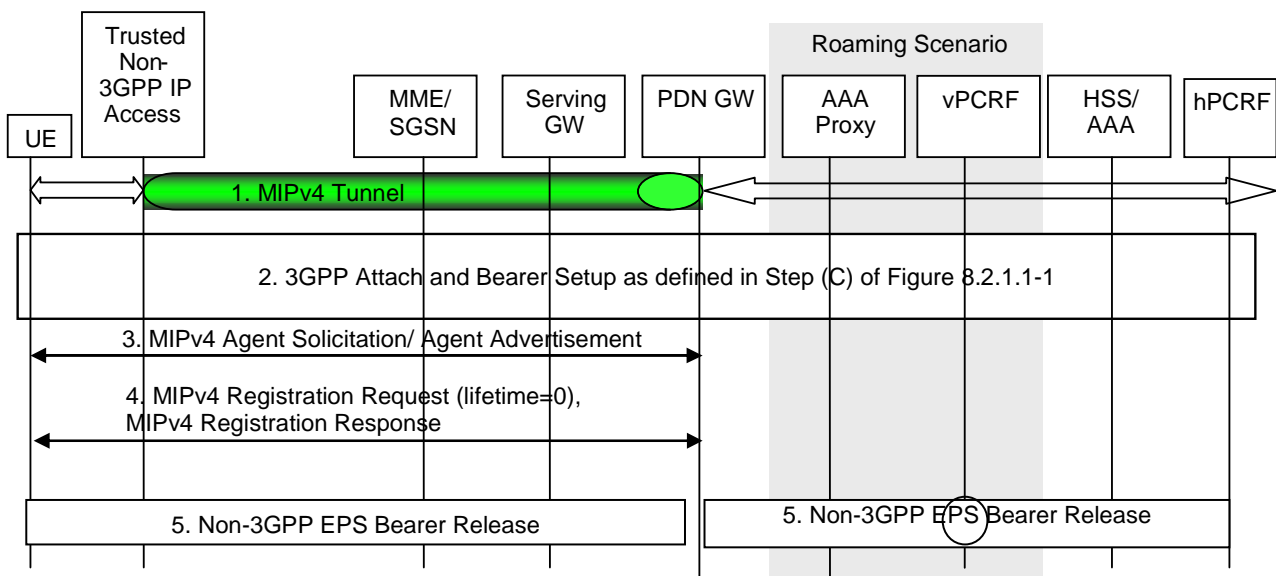 Trusted
Non-
3GPP IP
Access
Roaming Scenario
UE
MME/
SGSN
Serving
GW
PDN GW
AAA
Proxy
vPCRF
HSS/
AAA
hPCRF
1. MIPv4 Tunnel
2. 3GPP Attach and Bearer Setup as defined in Step (C) of Figure 8.2.1.1-1
3. MIPv4 Agent Solicitation/ Agent Advertisement
4. MIPv4 Registration Request (lifetime=0),
MIPv4 Registration Response
5. Non-3GPP EPS Bearer Release
5. Non-3GPP EPS Bearer Release